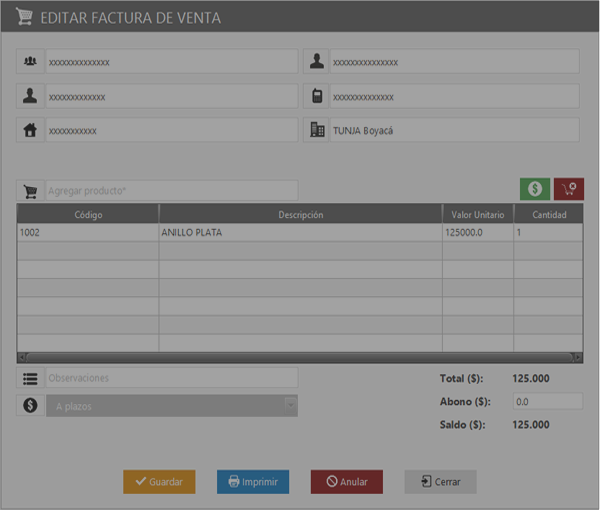 EDITAR FACTURA DE VENTA
xxxxxxxxxxxxxx xxxxxxxxxxxxxxx
xxxxxxxxxxxxx xxxxxxxxxxxxxx
xxxxxxxxxxx TUNJA Boyacá
Agregar producto*
Código Descripción Valor Unitario Cantidad
1002 ANILLO PLATA 125000.0 1
Observaciones Total ($): 125.000
A plazos Abono ($): 0.0
Saldo ($): 125.000
Guardar Imprimir Anular Cerrar